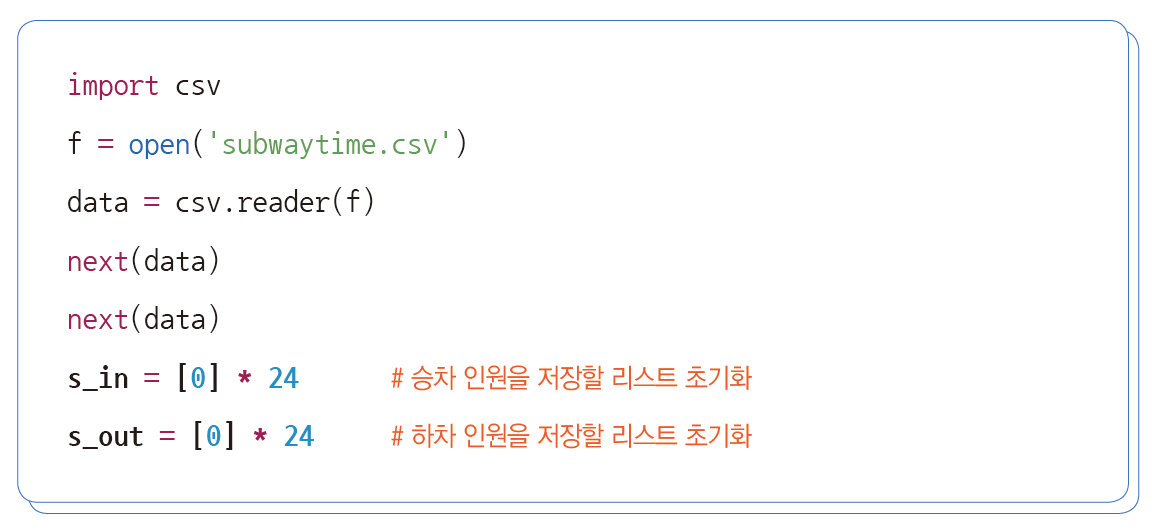 import csv
f = open('subwaytime.csv')
data = csv.reader(f)
next(data)
next(data)
s_in = [0] * 24 # 승차 인원을 저장할 리스트 초기화
s_out = [0] * 24 # 하차 인원을 저장할 리스트 초기화